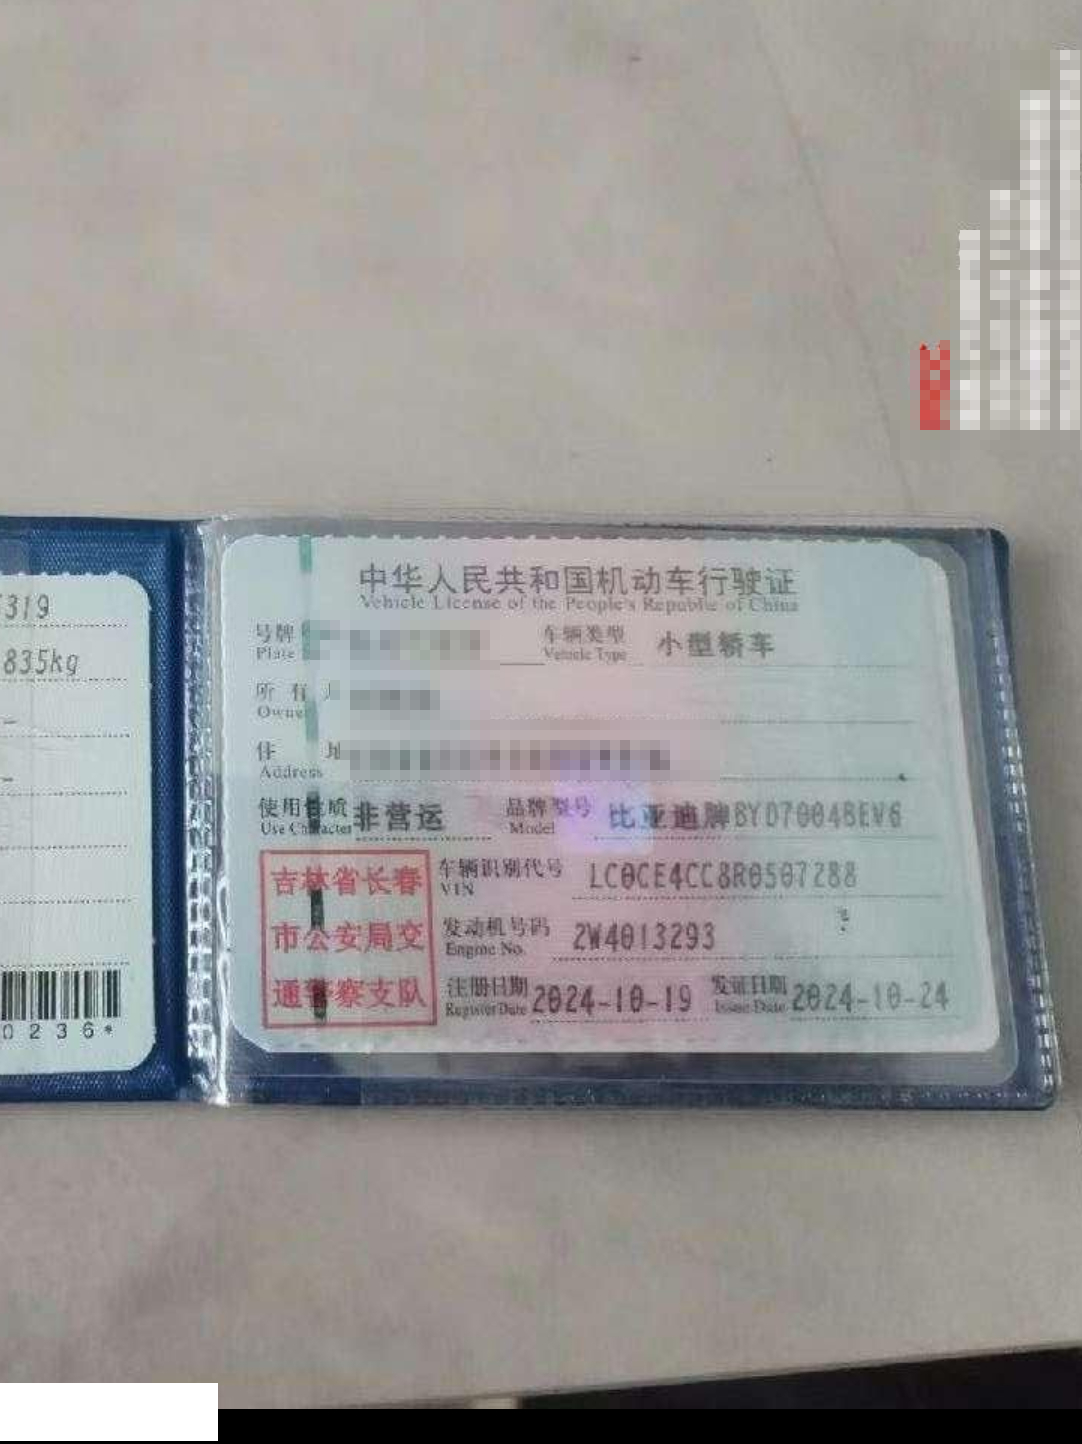 319
835kg
0236*
中华人民共和国机动车行驶证
Vehicle License of the People's Republic of China
号牌
Plate
车辆类型 小型轿车
Vehicle Type
所有人
Owner
住址
Address
使用性质 非营运 品牌型号 比亚迪牌BYD7004BEV6
Use Character Model
吉林省长春
市公安局交
通警察支队
车辆识别代号 LC0CE4CC8R0507288
VIN
发动机号码 2W4013293
Engine No.
注册日期 2024-10-19 发证日期 2024-10-24
Register Date Issue Date